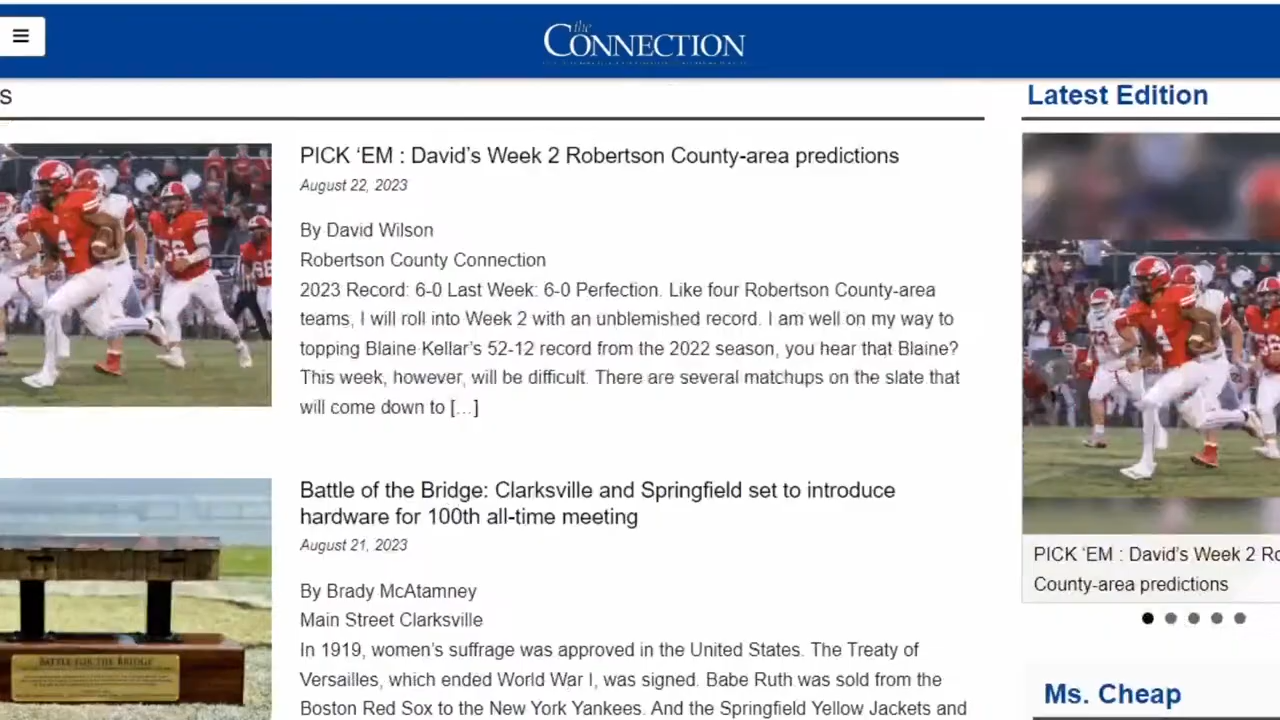 the
CONNECTION
s
Latest Edition
PICK ‘EM : David’s Week 2 Robertson County-area predictions
August 22, 2023
By David Wilson
Robertson County Connection
2023 Record: 6-0 Last Week: 6-0 Perfection. Like four Robertson County-area
teams, I will roll into Week 2 with an unblemished record. I am well on my way to
topping Blaine Kellar’s 52-12 record from the 2022 season, you hear that Blaine?
This week, however, will be difficult. There are several matchups on the slate that
will come down to […]
PICK ‘EM : David’s Week 2 Ro
County-area predictions
Battle of the Bridge: Clarksville and Springfield set to introduce
hardware for 100th all-time meeting
August 21, 2023
By Brady McAtamney
Main Street Clarksville
In 1919, women’s suffrage was approved in the United States. The Treaty of
Versailles, which ended World War I, was signed. Babe Ruth was sold from the
Boston Red Sox to the New York Yankees. And the Springfield Yellow Jackets and
BATTLE FOR THE BRIDGE
Ms. Cheap